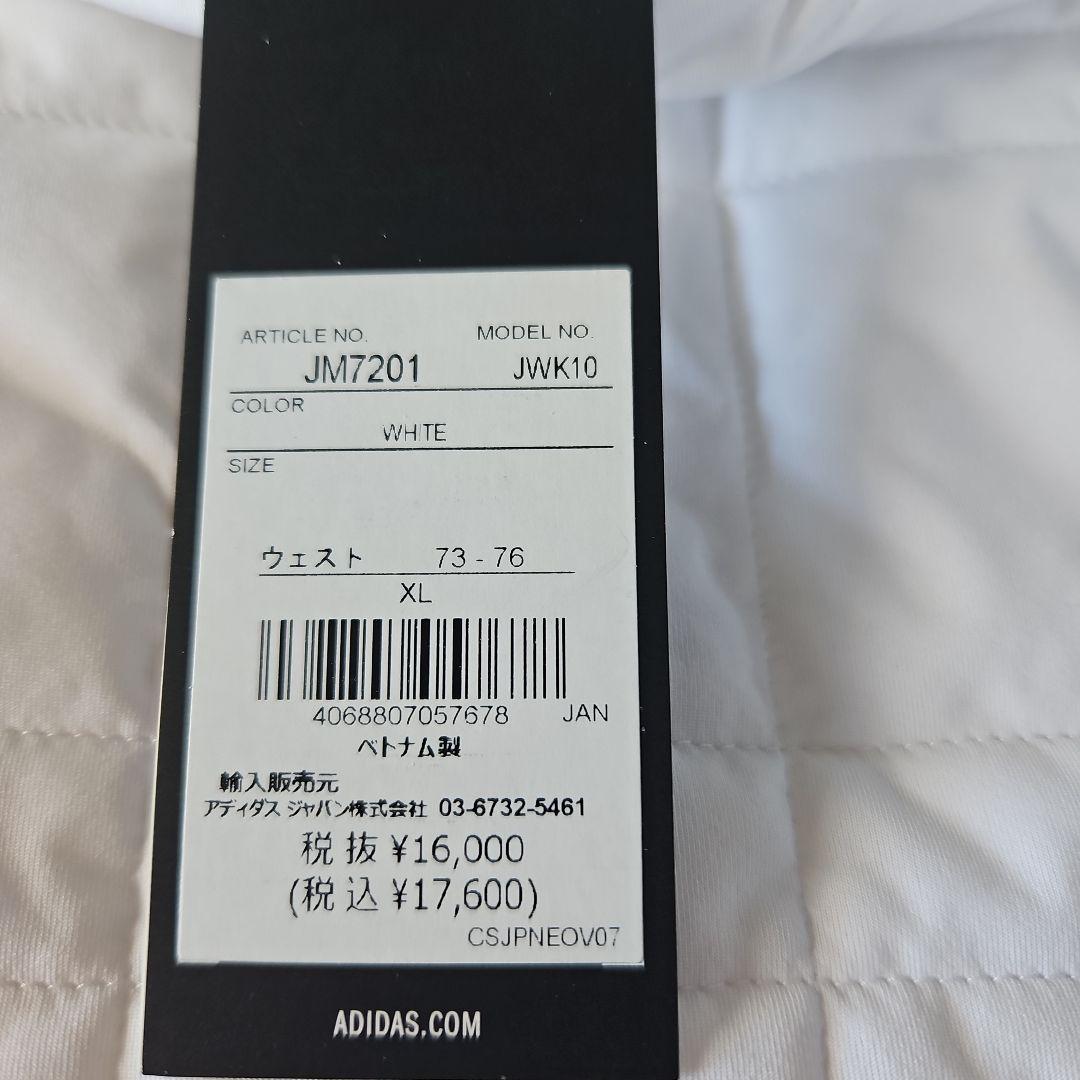 ARTICLE NO. MODEL NO.
JM7201 JWK10
COLOR
WHITE
SIZE
ウェスト 73 - 76
XL
4068807057678 JAN
ベトナム製
輸入販売元
アディダス ジャパン株式会社 03-6732-5461
税 抜 ¥16,000
(税 込 ¥17,600)
CSJPNEOV07
ADIDAS.COM